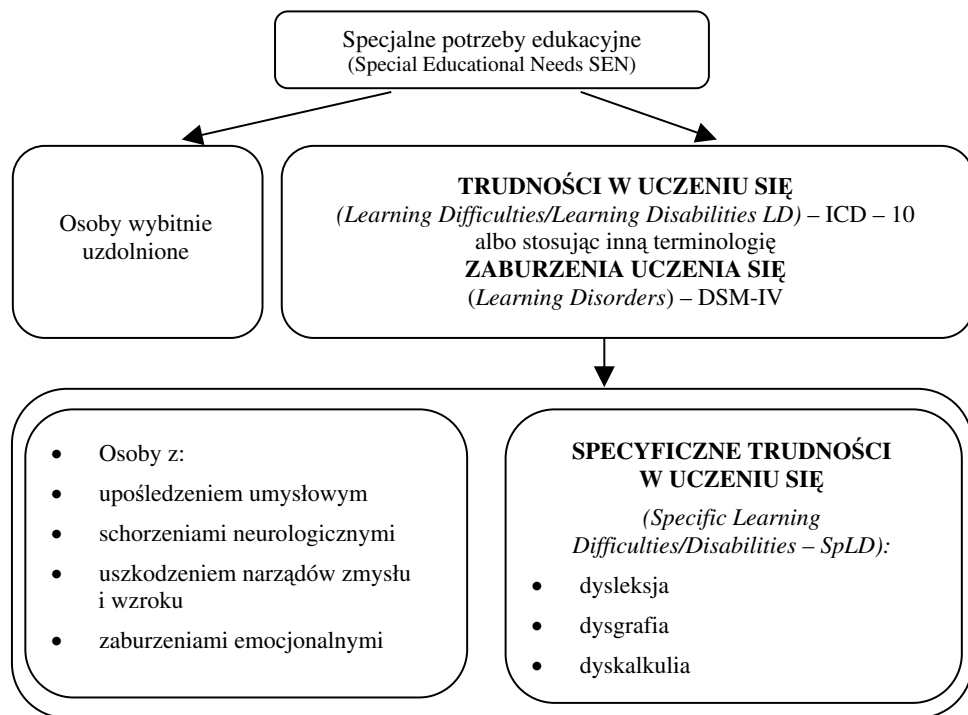 Specjalne potrzeby edukacyjne
(Special Educational Needs SEN)
Osoby wybitnie
uzdolnione
TRUDNOŚCI W UCZENIU SIĘ
(Learning Difficulties/Learning Disabilities LD) – ICD – 10
albo stosując inną terminologię
ZABURZENIA UCZENIA SIĘ
(Learning Disorders) – DSM-IV
• Osoby z:
• upośledzeniem umysłowym
• schorzeniami neurologicznymi
• uszkodzeniem narządów zmysłu
i wzroku
• zaburzeniami emocjonalnymi
SPECYFICZNE TRUDNOŚCI
W UCZENIU SIĘ
(Specific Learning
Difficulties/Disabilities – SpLD):
• dysleksja
• dysgrafia
• dyskalkulia